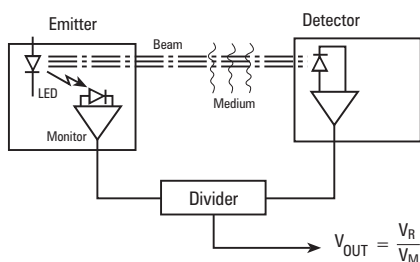 Emitter
Detector
Beam
LED
Medium
Monitor
Divider
V_OUT = V_R / V_M